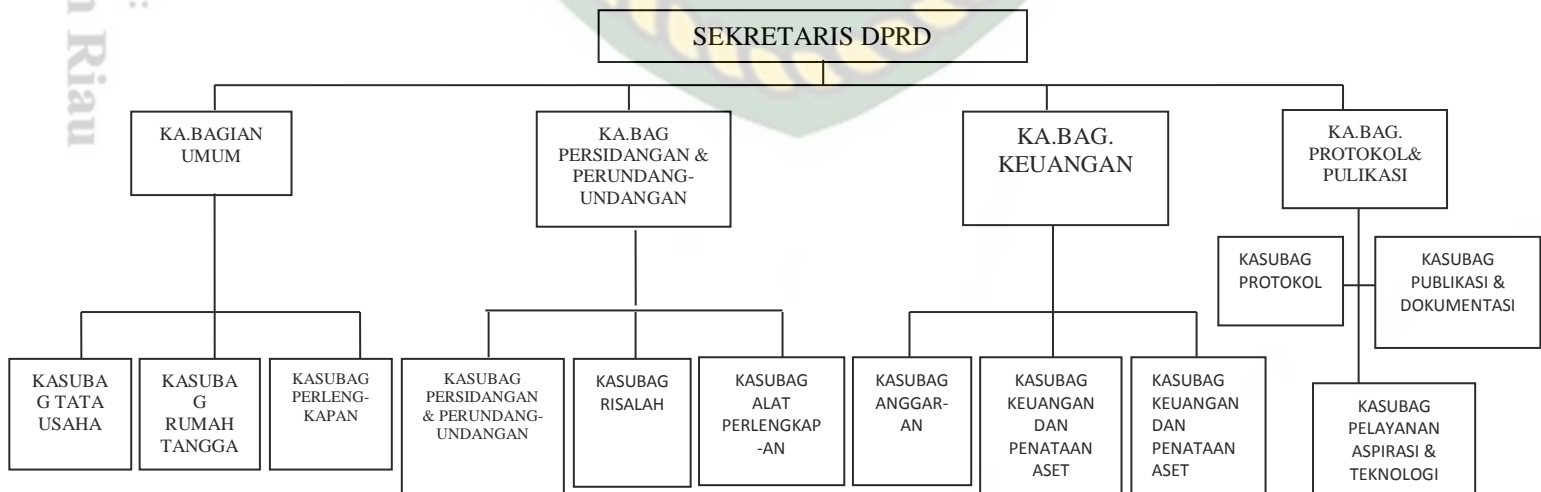 n Riau
SEKRETARIS DPRD
KA.BAGIAN
UMUM
KA.BAG
PERSIDANGAN &
PERUNDANG-
UNDANGAN
KA.BAG.
KEUANGAN
KA.BAG.
PROTOKOL&
PULIKASI
KASUBAG
PROTOKOL
KASUBAG
PUBLIKASI &
DOKUMENTASI
KASUBA
G TATA
USAHA
KASUBA
G
RUMAH
TANGGA
KASUBAG
PERLENG-
KAPAN
KASUBAG
PERSIDANGAN
& PERUNDANG-
UNDANGAN
KASUBAG
RISALAH
KASUBAG
ALAT
PERLENGKAP
-AN
KASUBAG
ANGGAR-
AN
KASUBAG
KEUANGAN
DAN
PENATAAN
ASET
KASUBAG
KEUANGAN
DAN
PENATAAN
ASET
KASUBAG
PELAYANAN
ASPIRASI &
TEKNOLOGI